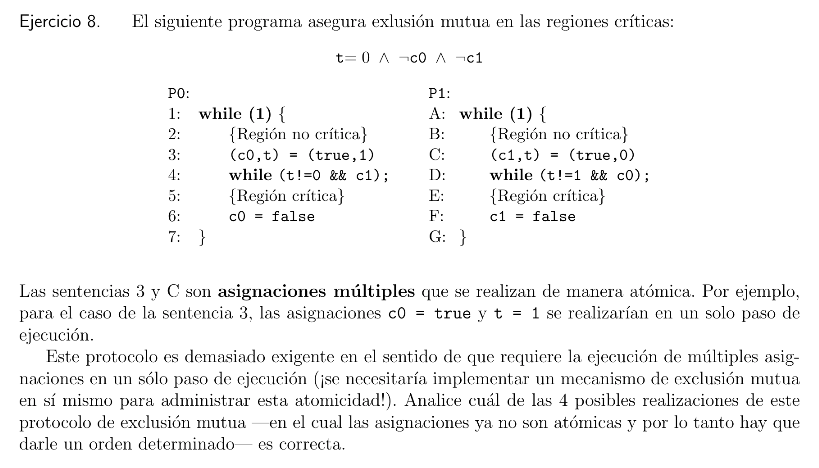 Ejercicio 8. El siguiente programa asegura exlusión mutua en las regiones críticas:
t= 0 ∧ ¬c0 ∧ ¬c1
P0: P1:
1: while (1) { A: while (1) {
2: {Región no crítica} B: {Región no crítica}
3: (c0,t) = (true,1) C: (c1,t) = (true,0)
4: while (t!=0 && c1); D: while (t!=1 && c0);
5: {Región crítica} E: {Región crítica}
6: c0 = false F: c1 = false
7: } G: }
Las sentencias 3 y C son asignaciones múltiples que se realizan de manera atómica. Por ejemplo,
para el caso de la sentencia 3, las asignaciones c0 = true y t = 1 se realizarían en un solo paso de
ejecución.
Este protocolo es demasiado exigente en el sentido de que requiere la ejecución de múltiples asig-
naciones en un sólo paso de ejecución (¡se necesitaría implementar un mecanismo de exclusión mutua
en sí mismo para administrar esta atomicidad!). Analice cuál de las 4 posibles realizaciones de este
protocolo de exclusión mutua —en el cual las asignaciones ya no son atómicas y por lo tanto hay que
darle un orden determinado— es correcta.